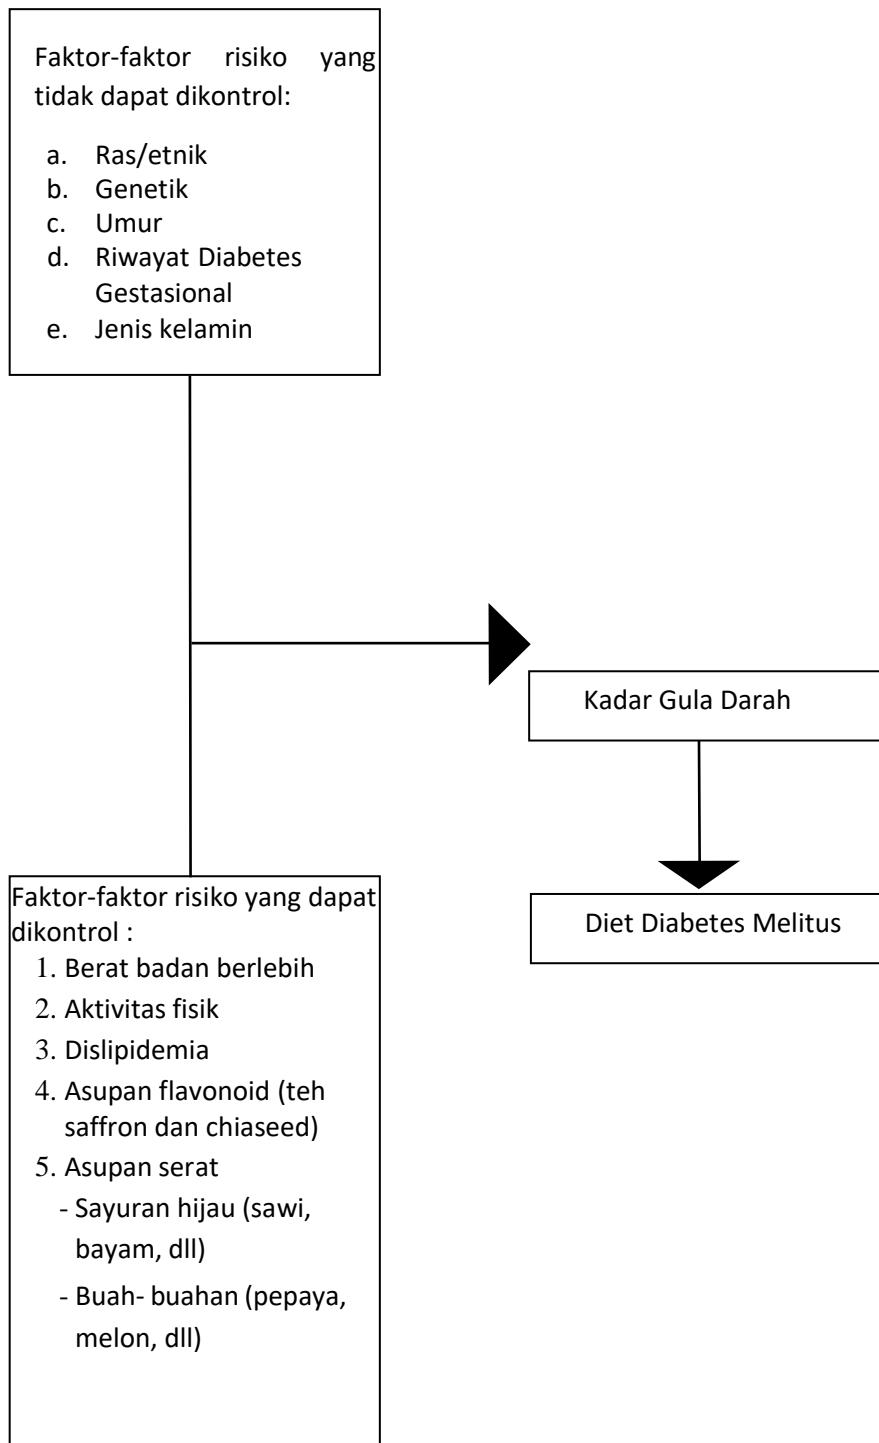 Faktor-faktor risiko yang
tidak dapat dikontrol:
a. Ras/etnik
b. Genetik
c. Umur
d. Riwayat Diabetes
Gestasional
e. Jenis kelamin
Kadar Gula Darah
Diet Diabetes Melitus
Faktor-faktor risiko yang dapat
dikontrol :
1. Berat badan berlebih
2. Aktivitas fisik
3. Dislipidemia
4. Asupan flavonoid (teh
saffron dan chiaseed)
5. Asupan serat
- Sayuran hijau (sawi,
bayam, dll)
- Buah- buahan (pepaya,
melon, dll)